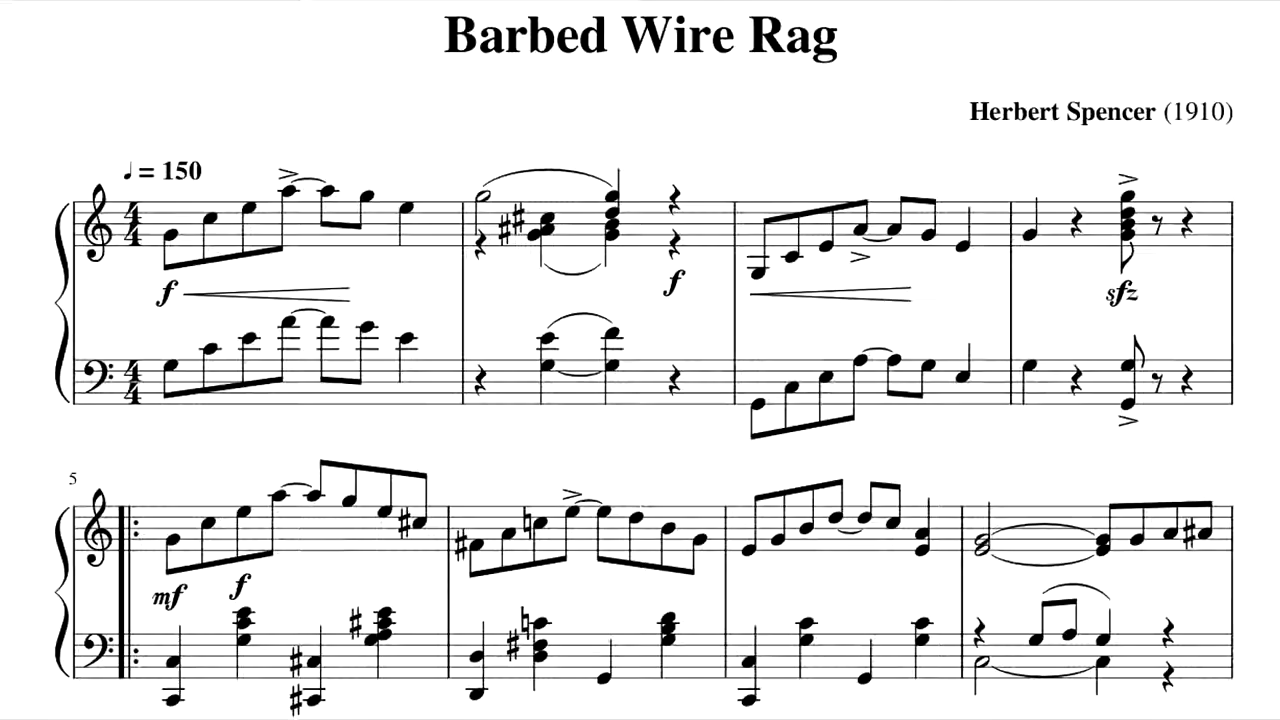 Barbed Wire Rag
Herbert Spencer (1910)
♩ = 150
f
f
sfz
5
mf f